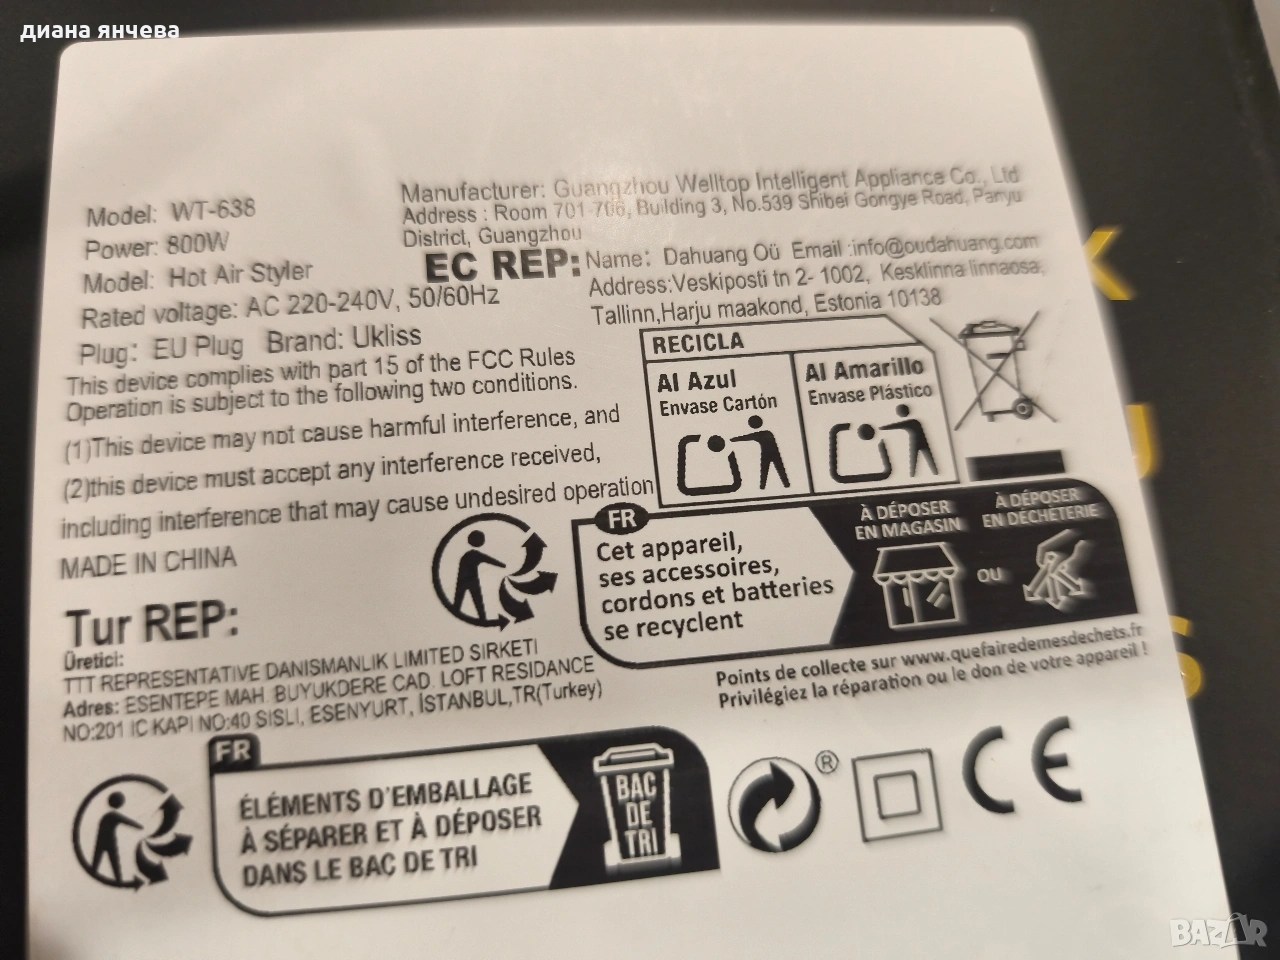 диана янчева
Model: WT-638
Power: 800W
Model: Hot Air Styler
Rated voltage: AC 220-240V, 50/60Hz
Plug: EU Plug Brand: Ukliss
This device complies with part 15 of the FCC Rules
Operation is subject to the following two conditions.
(1)This device may not cause harmful interference, and
(2)this device must accept any interference received,
including interference that may cause undesired operation
MADE IN CHINA
Manufacturer: Guangzhou Welltop Intelligent Appliance Co., Ltd
Address : Room 701-706, Building 3, No.539 Shibei Gongye Road, Panyu
District, Guangzhou
EC REP: Name: Dahuang Oü Email :info@oudahuang.com
Address:Veskiposti tn 2- 1002, Kesklinna linnaosa,
Tallinn,Harju maakond, Estonia 10138
RECICLA
Al Azul
Envase Cartón
Al Amarillo
Envase Plástico
FR
Cet appareil,
ses accessoires,
cordons et batteries
se recyclent
À DÉPOSER
EN MAGASIN
OU
À DÉPOSER
EN DÉCHÈTERIE
Points de collecte sur www.quefairedemesdechets.fr
Privilégiez la réparation ou le don de votre appareil !
Tur REP:
Üretici:
TTT REPRESENTATIVE DANISMANLIK LIMITED SIRKETI
Adres: ESENTEPE MAH. BUYUKDERE CAD. LOFT RESIDANCE
NO:201 IC KAPI NO:40 SISLI, ESENYURT, İSTANBUL,TR(Turkey)
FR
ÉLÉMENTS D'EMBALLAGE
À SÉPARER ET À DÉPOSER
DANS LE BAC DE TRI
BAC
DE
TRI
®
CE
K
U
S
BAZAR